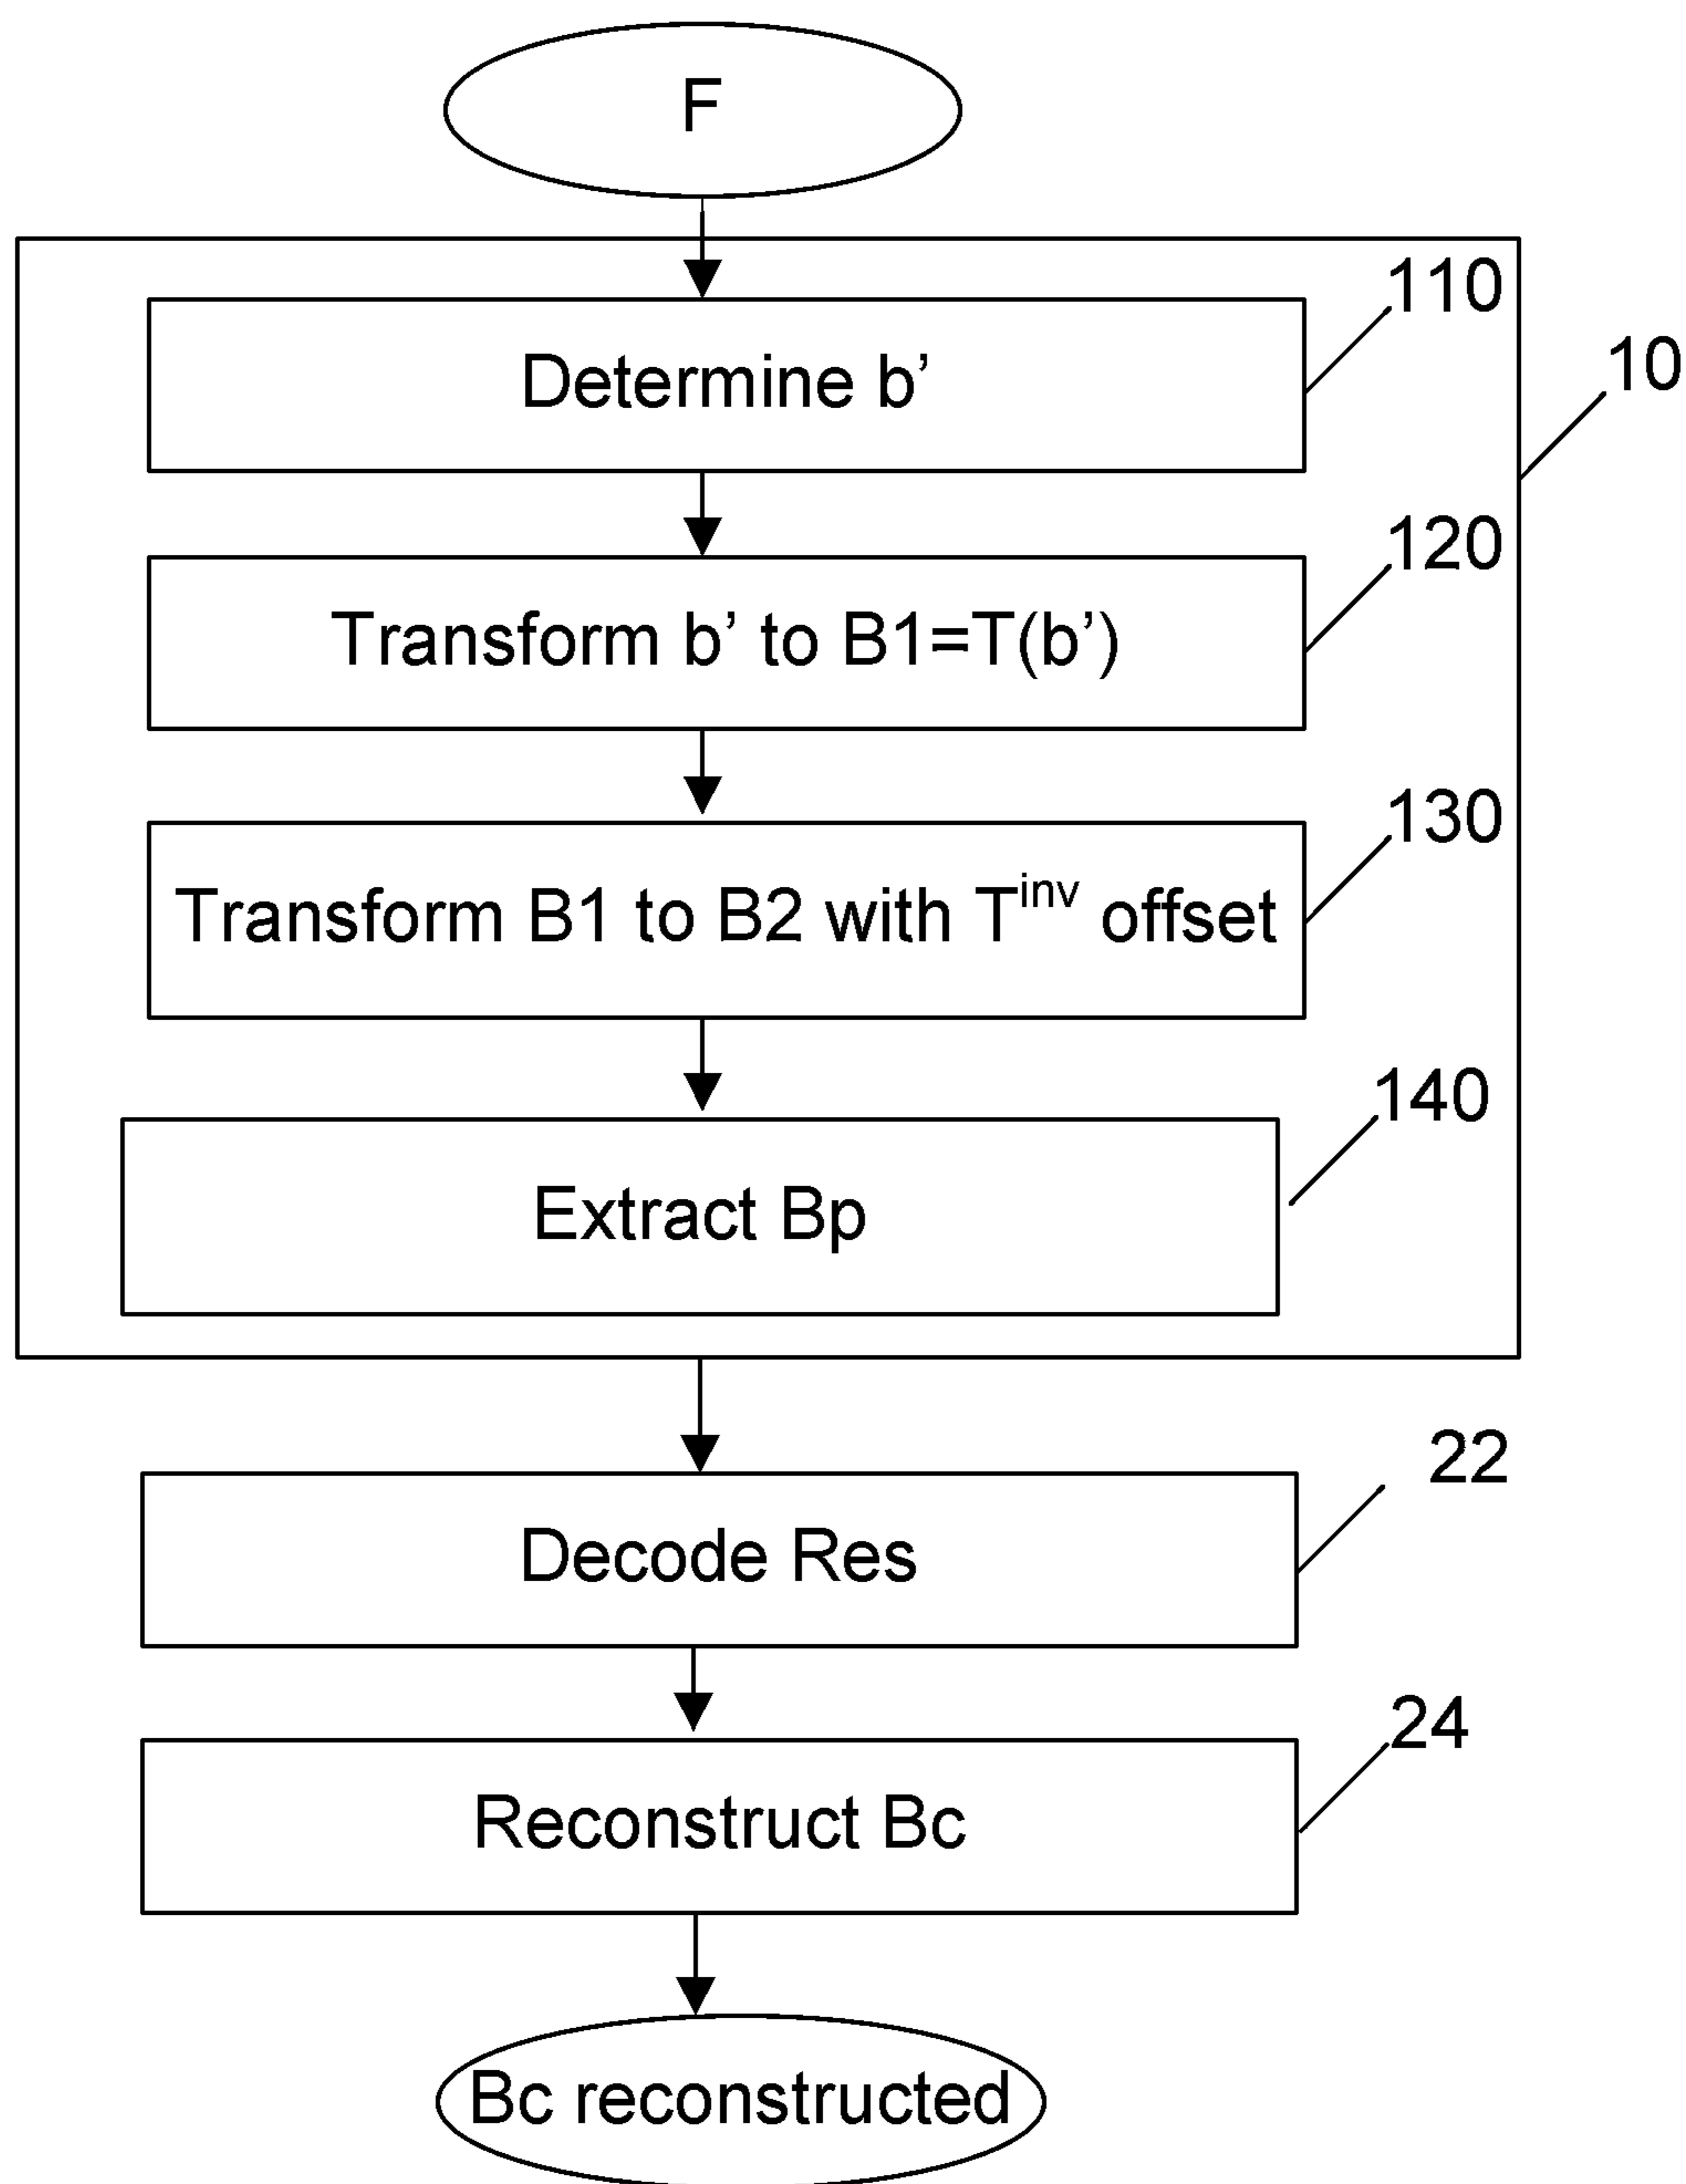 F
110
Determine b’
10
120
Transform b’ to B1=T(b’)
130
Transform B1 to B2 with Tinv offset
140
Extract Bp
22
Decode Res
24
Reconstruct Bc
Bc reconstructed